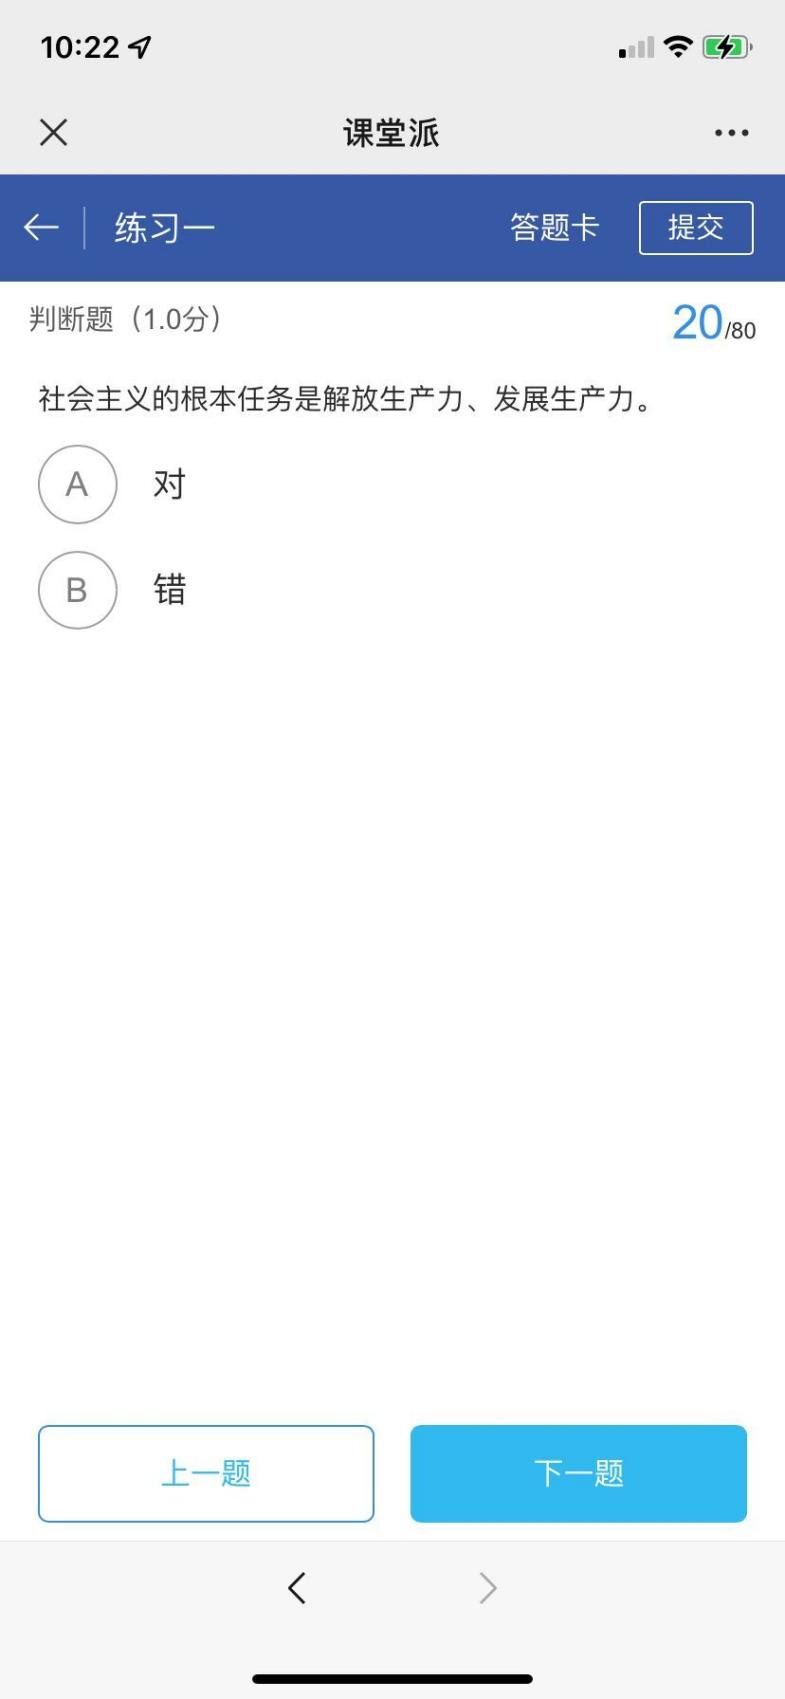 10:22
课堂派
练习一 答题卡 提交
判断题（1.0分） 20/80
社会主义的根本任务是解放生产力、发展生产力。
A 对
B 错
上一题 下一题